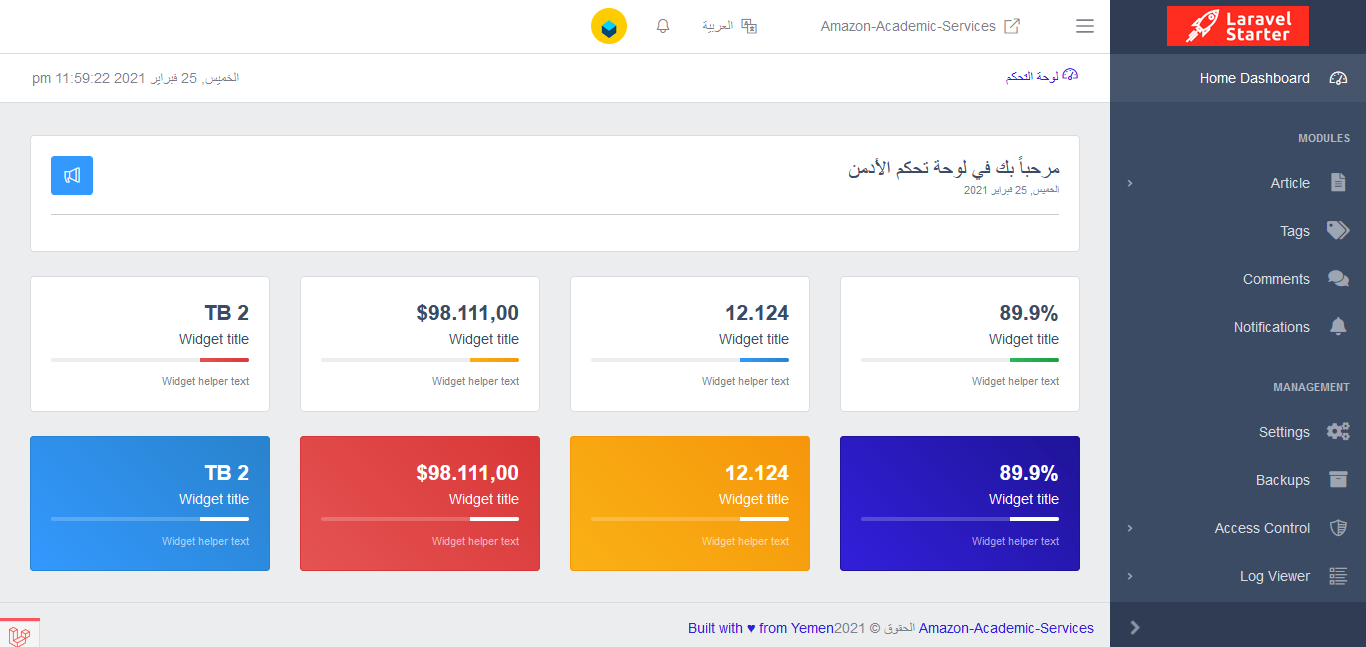 Laravel
Starter
Amazon-Academic-Services
العربية
Home Dashboard
لوحة التحكم
الخميس, 25 فبراير 2021 11:59:22 pm
MODULES
Article
Tags
Comments
Notifications
MANAGEMENT
Settings
Backups
Access Control
Log Viewer
مرحباً بك في لوحة تحكم الأدمن
الخميس, 25 فبراير 2021
89.9%
Widget title
Widget helper text
12.124
Widget title
Widget helper text
$98.111,00
Widget title
Widget helper text
TB 2
Widget title
Widget helper text
89.9%
Widget title
Widget helper text
12.124
Widget title
Widget helper text
$98.111,00
Widget title
Widget helper text
TB 2
Widget title
Widget helper text
Amazon-Academic-Services الحقوق © 2021 Built with ♥ from Yemen